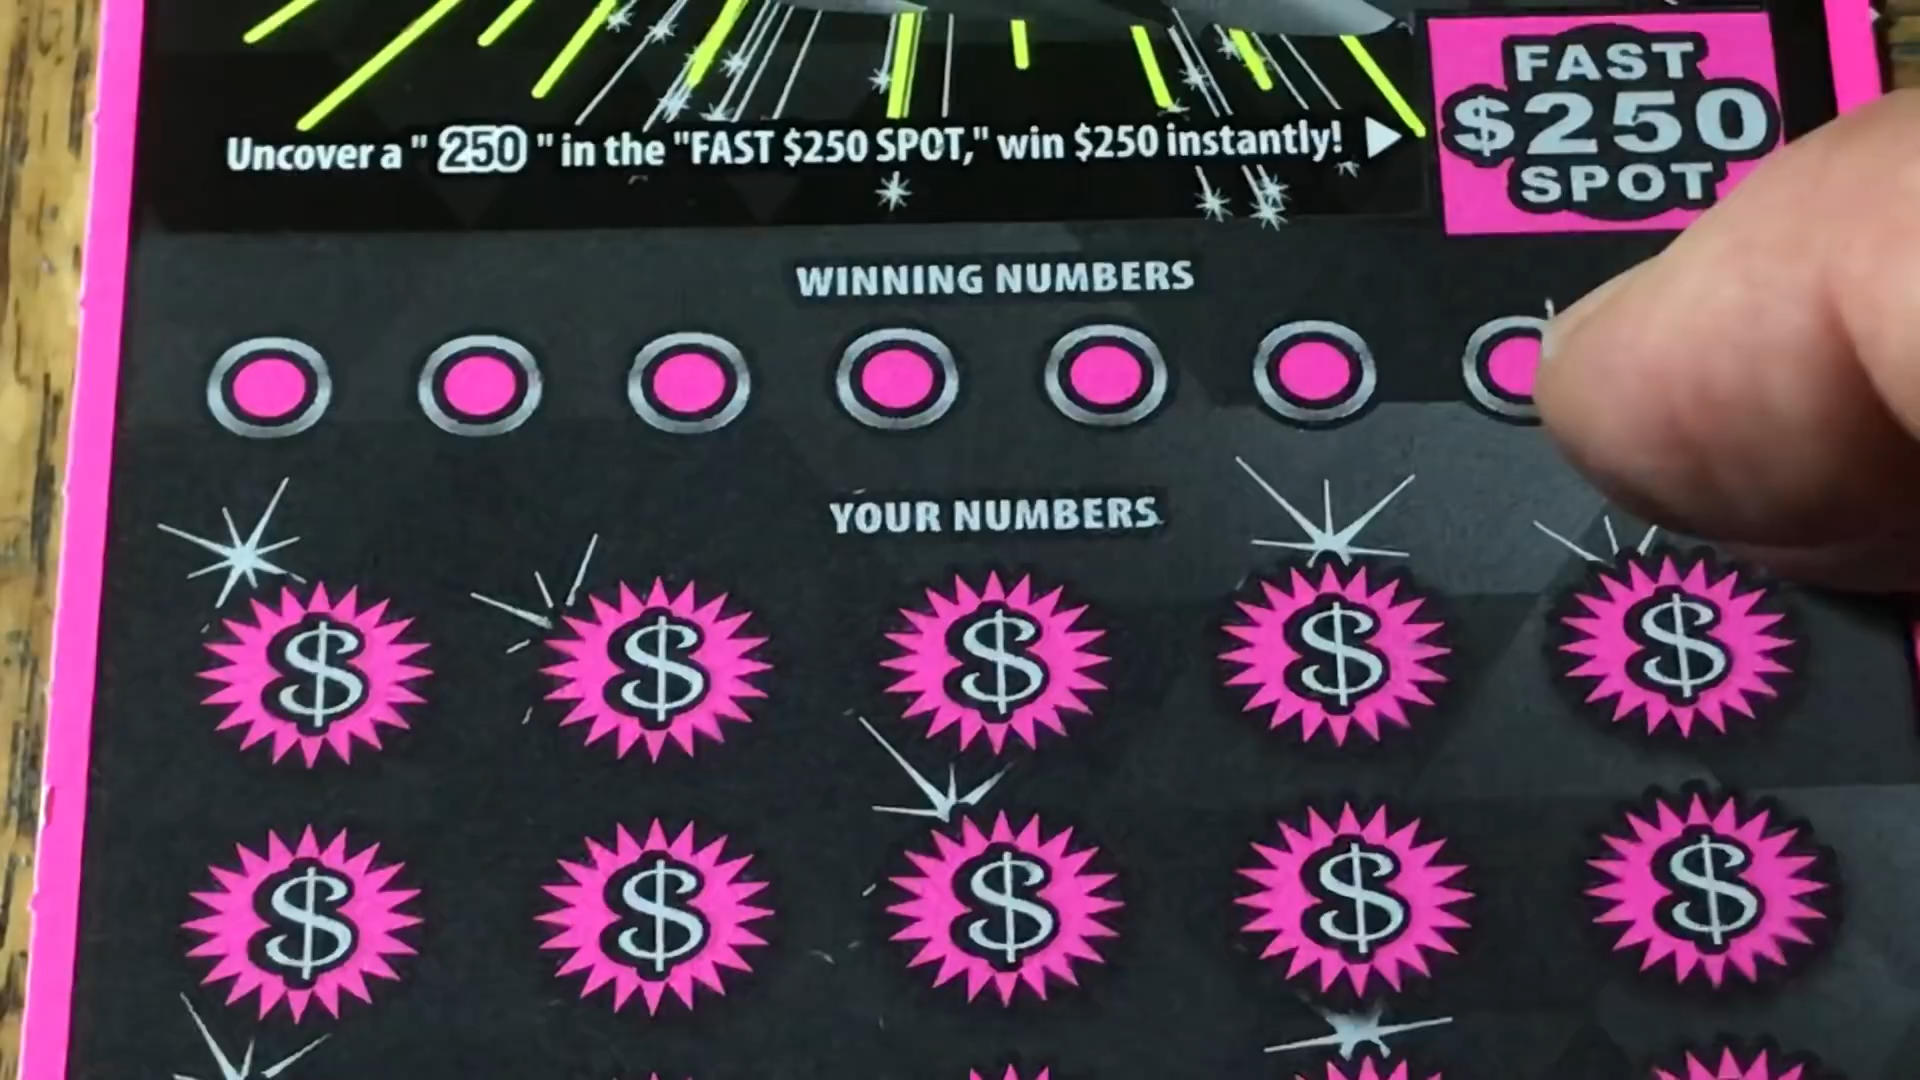 FAST
$250
SPOT
Uncover a " 250 " in the "FAST $250 SPOT," win $250 instantly!
WINNING NUMBERS
YOUR NUMBERS
$ $ $ $ $
$ $ $ $ $